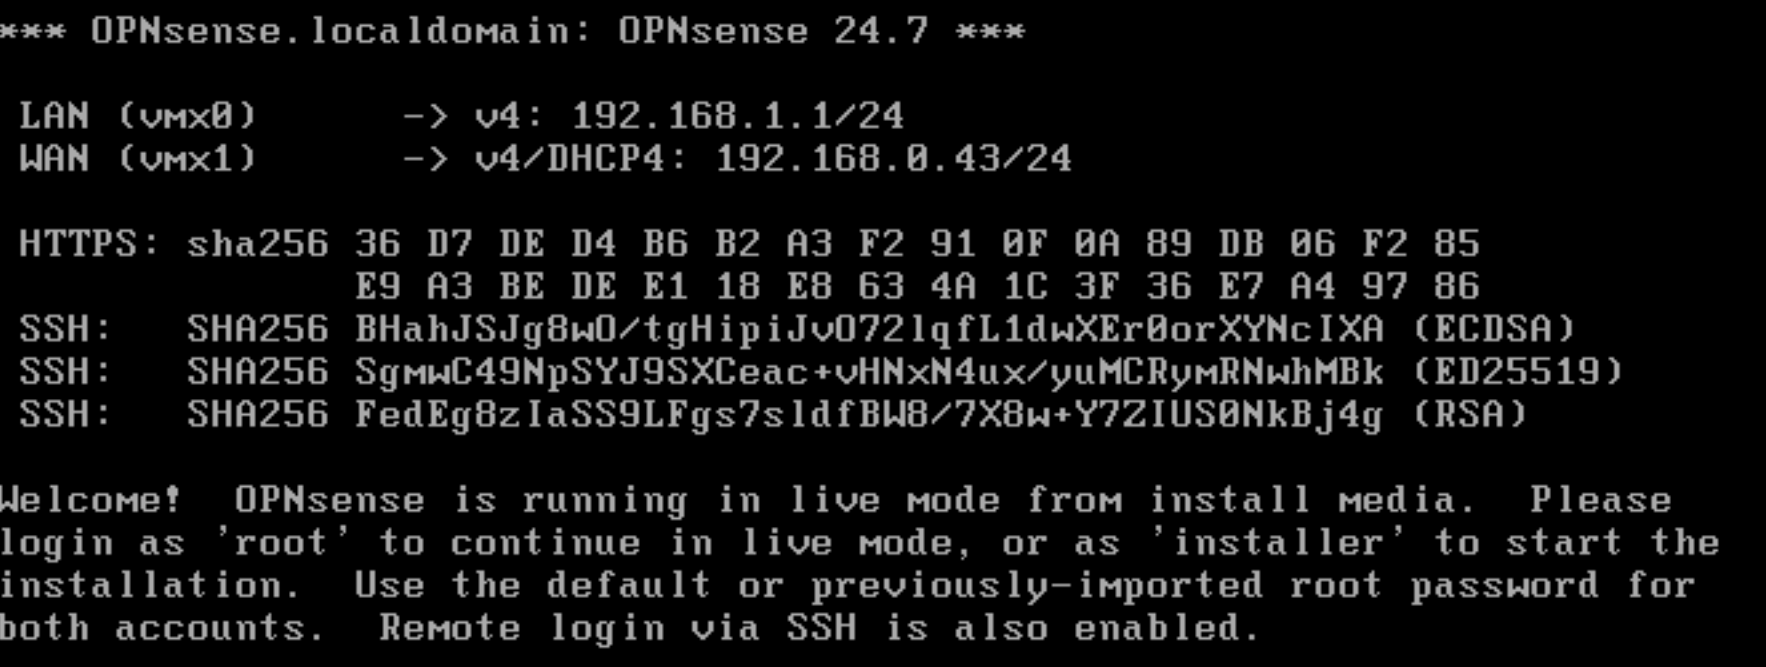 *** OPNsense.localdomain: OPNsense 24.7 ***
LAN (vmx0)      -> v4: 192.168.1.1/24
WAN (vmx1)      -> v4/DHCP4: 192.168.0.43/24
HTTPS: sha256 36 D7 DE D4 B6 B2 A3 F2 91 0F 0A 89 DB 06 F2 85
E9 A3 BE DE E1 18 E8 63 4A 1C 3F 36 E7 A4 97 86
SSH:   SHA256 BHahJSJg8wO/tgHipiJvO72lqfL1dwXEr0orXYNcIXA (ECDSA)
SSH:   SHA256 SgmwC49NpSYJ9SXCeac+vHNxN4ux/yuMCRymRNwhMBk (ED25519)
SSH:   SHA256 FedEg8zIaSS9LFgs7sldfBW8/7X8w+Y7ZIUS0NkBj4g (RSA)
Welcome!  OPNsense is running in live mode from install media.  Please
login as 'root' to continue in live mode, or as 'installer' to start the
installation.  Use the default or previously-imported root password for
both accounts.  Remote login via SSH is also enabled.